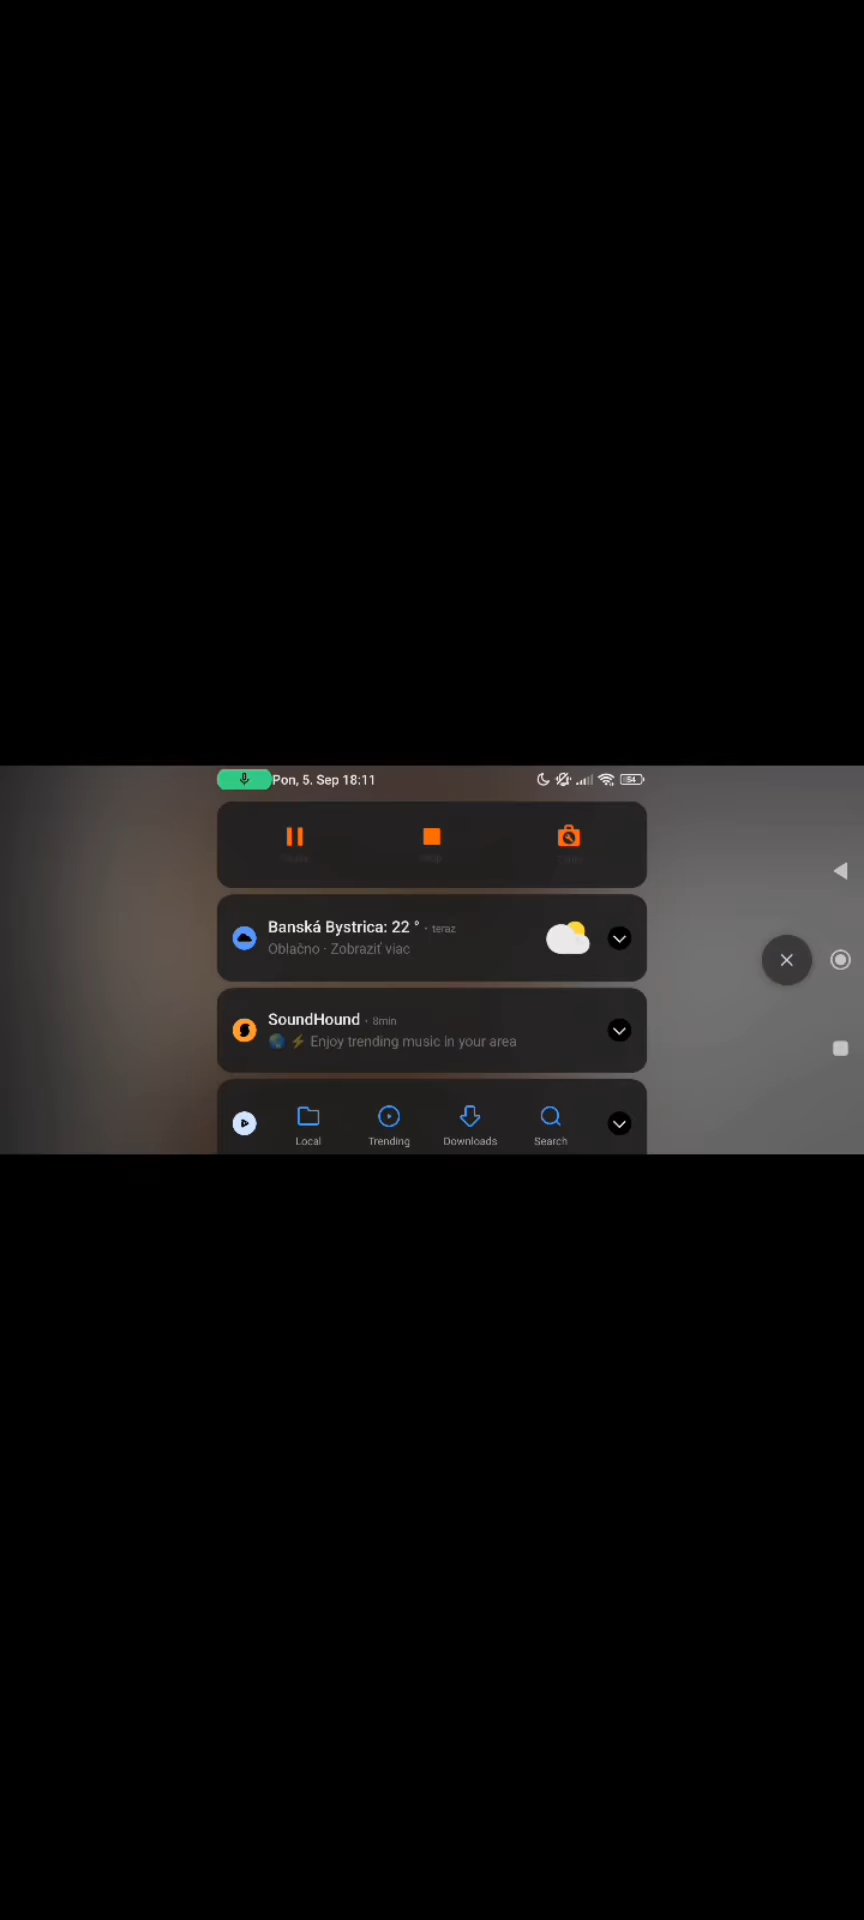 Pon, 5. Sep 18:11
54
Banská Bystrica: 22 ° · teraz
Oblačno · Zobraziť viac
SoundHound · 8min
🌏 ⚡ Enjoy trending music in your area
Local
Trending
Downloads
Search